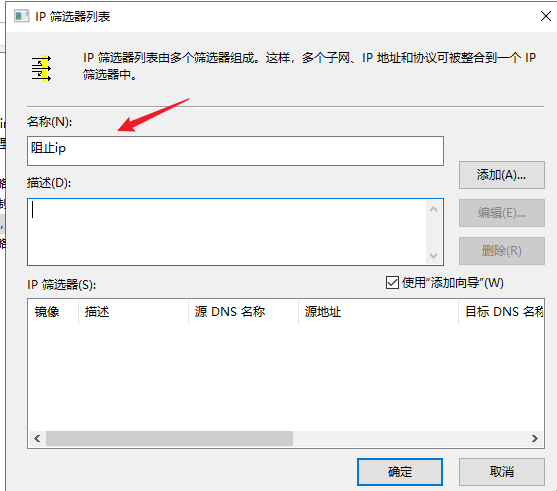 IP 筛选器列表
IP 筛选器列表由多个筛选器组成。这样，多个子网、IP 地址和协议可被整合到一个 IP
筛选器中。
名称(N):
阻止ip
添加(A)...
描述(D):
编辑(E)...
删除(R)
IP 筛选器(S):
使用"添加向导"(W)
镜像 描述 源 DNS 名称 源地址 目标 DNS 名称
确定 取消